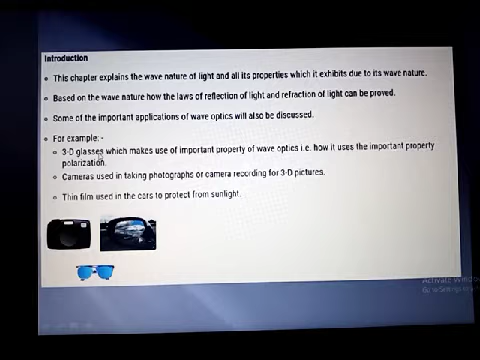 Introduction
This chapter explains the wave nature of light and all its properties which it exhibits due to its wave nature.
Based on the wave nature how the laws of reflection of light and refraction of light can be proved.
Some of the important applications of wave optics will also be discussed.
For example:-
3-D glasses which makes use of important property of wave optics i.e. how it uses the important property
polarization.
Cameras used in taking photographs or camera recording for 3-D pictures.
Thin film used in the cars to protect from sunlight.
Activate Windo
Go to Settings